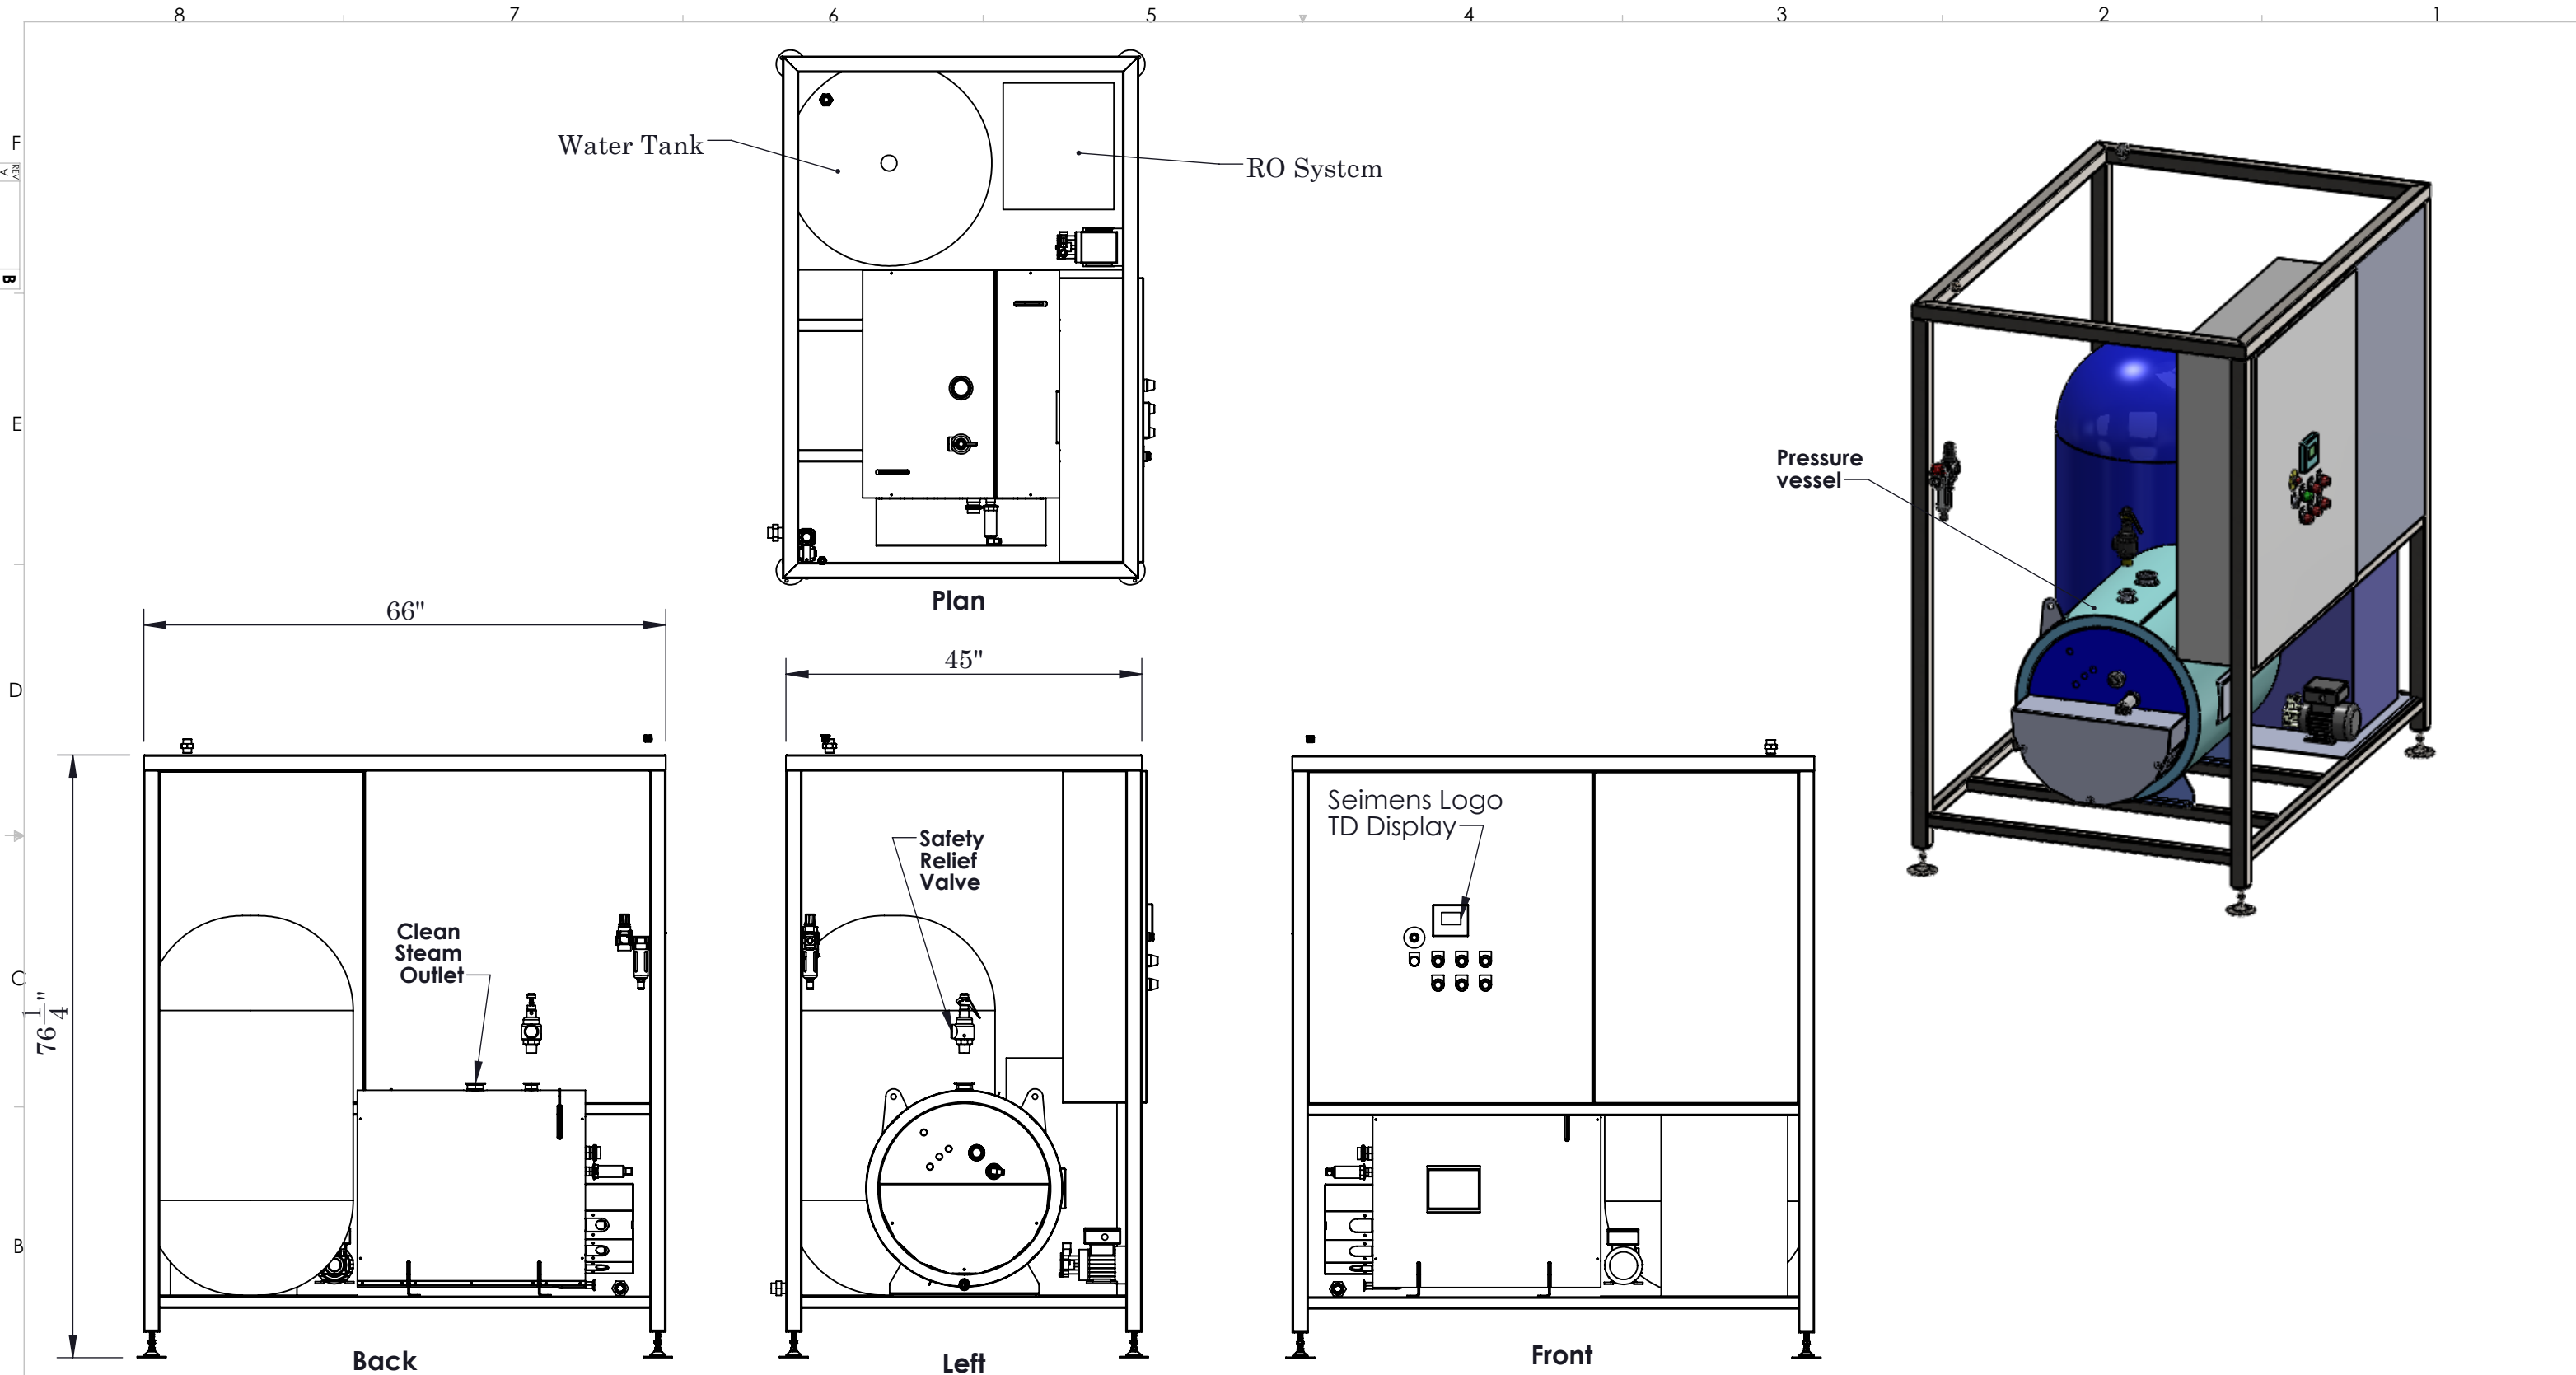 8 7 6 5 4 3 2 1
F
REV
A
B
E
D
C
B
Water Tank
RO System
Plan
Pressure
vessel
66"
45"
76 1/4"
Clean
Steam
Outlet
Back
Safety
Relief
Valve
Left
Seimens Logo
TD Display
Front